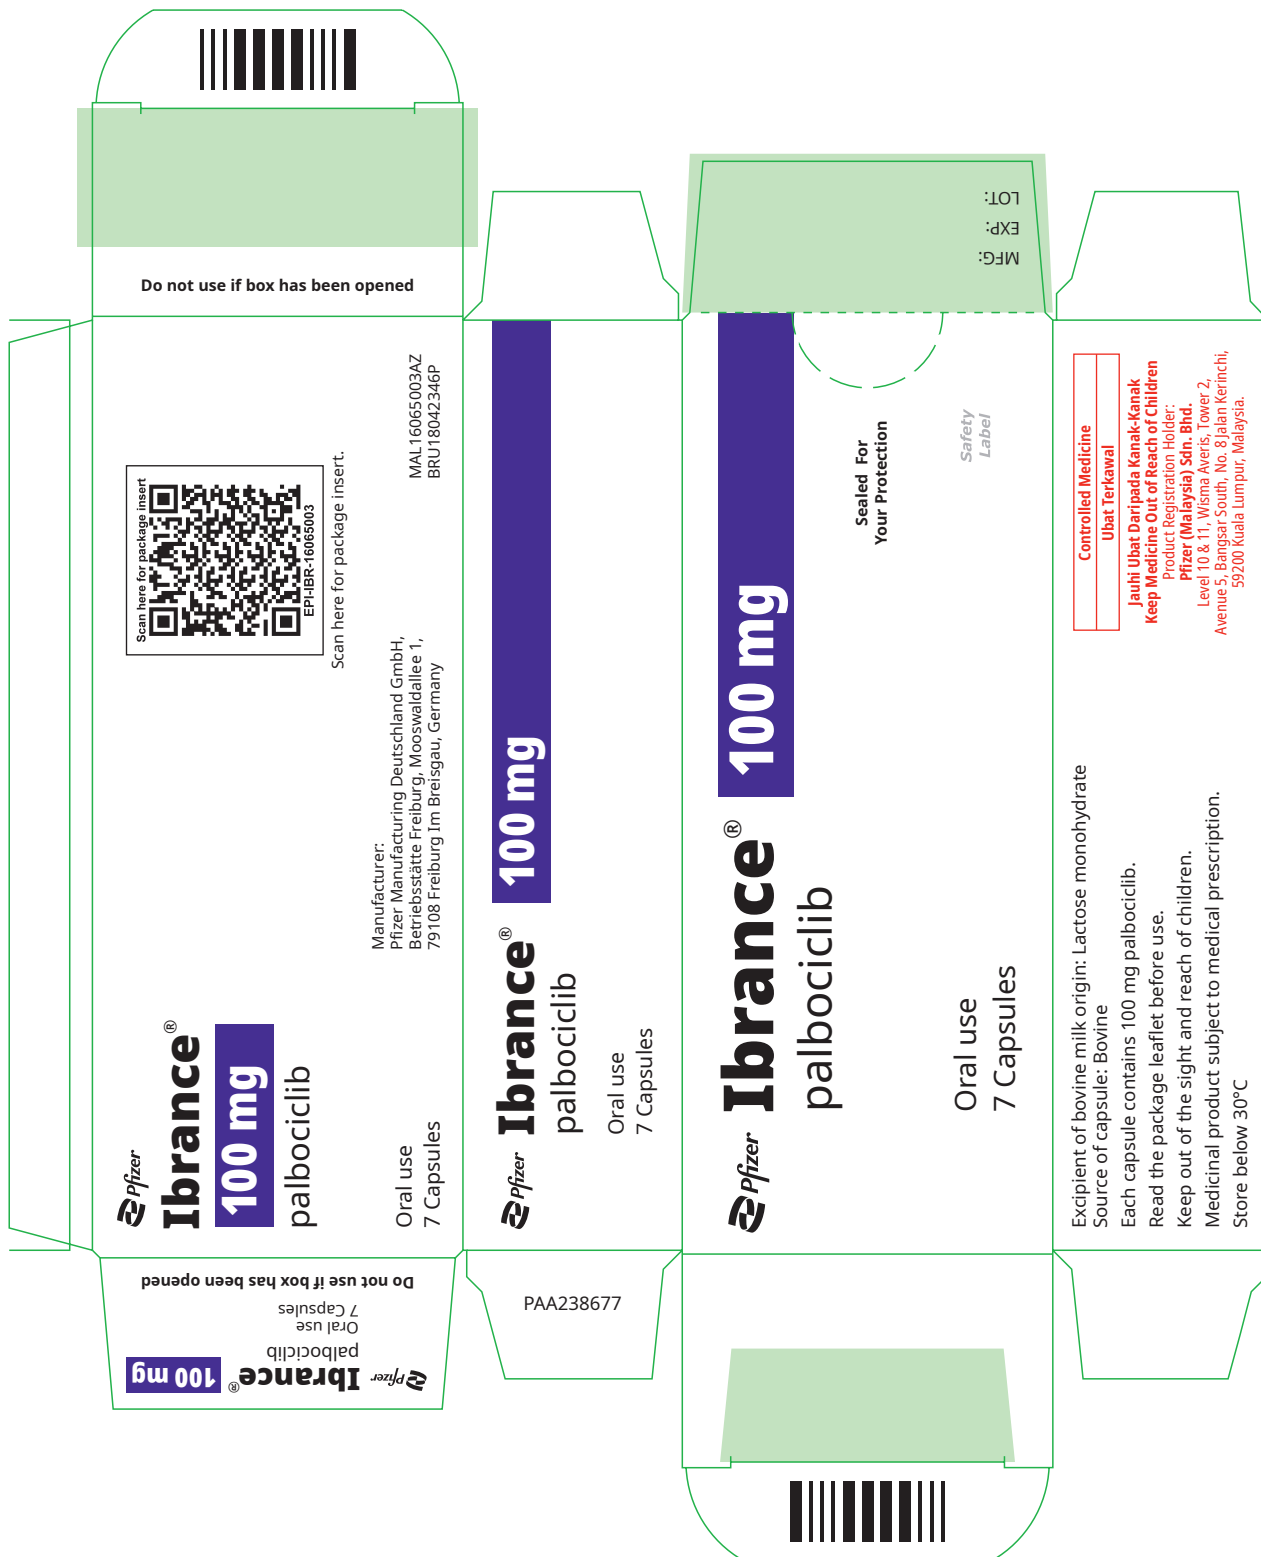 Do not use if box has been opened
Scan here for package insert
EPI-IBR-16065003
Scan here for package insert.
MAL16065003AZ
BRU18042346P
Manufacturer:
Pfizer Manufacturing Deutschland GmbH,
Betriebsstätte Freiburg, Mooswaldallee 1,
79108 Freiburg Im Breisgau, Germany
Pfizer
Ibrance®
100 mg
palbociclib
Oral use
7 Capsules
Do not use if box has been opened
7 Capsules
Oral use
palbociclib
Pfizer Ibrance® 100 mg
Pfizer Ibrance® 100 mg
palbociclib
Oral use
7 Capsules
PAA238677
LOT:
EXP:
MFG:
Pfizer Ibrance® 100 mg
palbociclib
Sealed For
Your Protection
Safety
Label
Oral use
7 Capsules
Controlled Medicine
Ubat Terkawal
Jauhi Ubat Daripada Kanak-Kanak
Keep Medicine Out of Reach of Children
Product Registration Holder:
Pfizer (Malaysia) Sdn. Bhd.
Level 10 & 11, Wisma Averis, Tower 2,
Avenue 5, Bangsar South, No. 8 Jalan Kerinchi,
59200 Kuala Lumpur, Malaysia.
Excipient of bovine milk origin: Lactose monohydrate
Source of capsule: Bovine
Each capsule contains 100 mg palbociclib.
Read the package leaflet before use.
Keep out of the sight and reach of children.
Medicinal product subject to medical prescription.
Store below 30°C